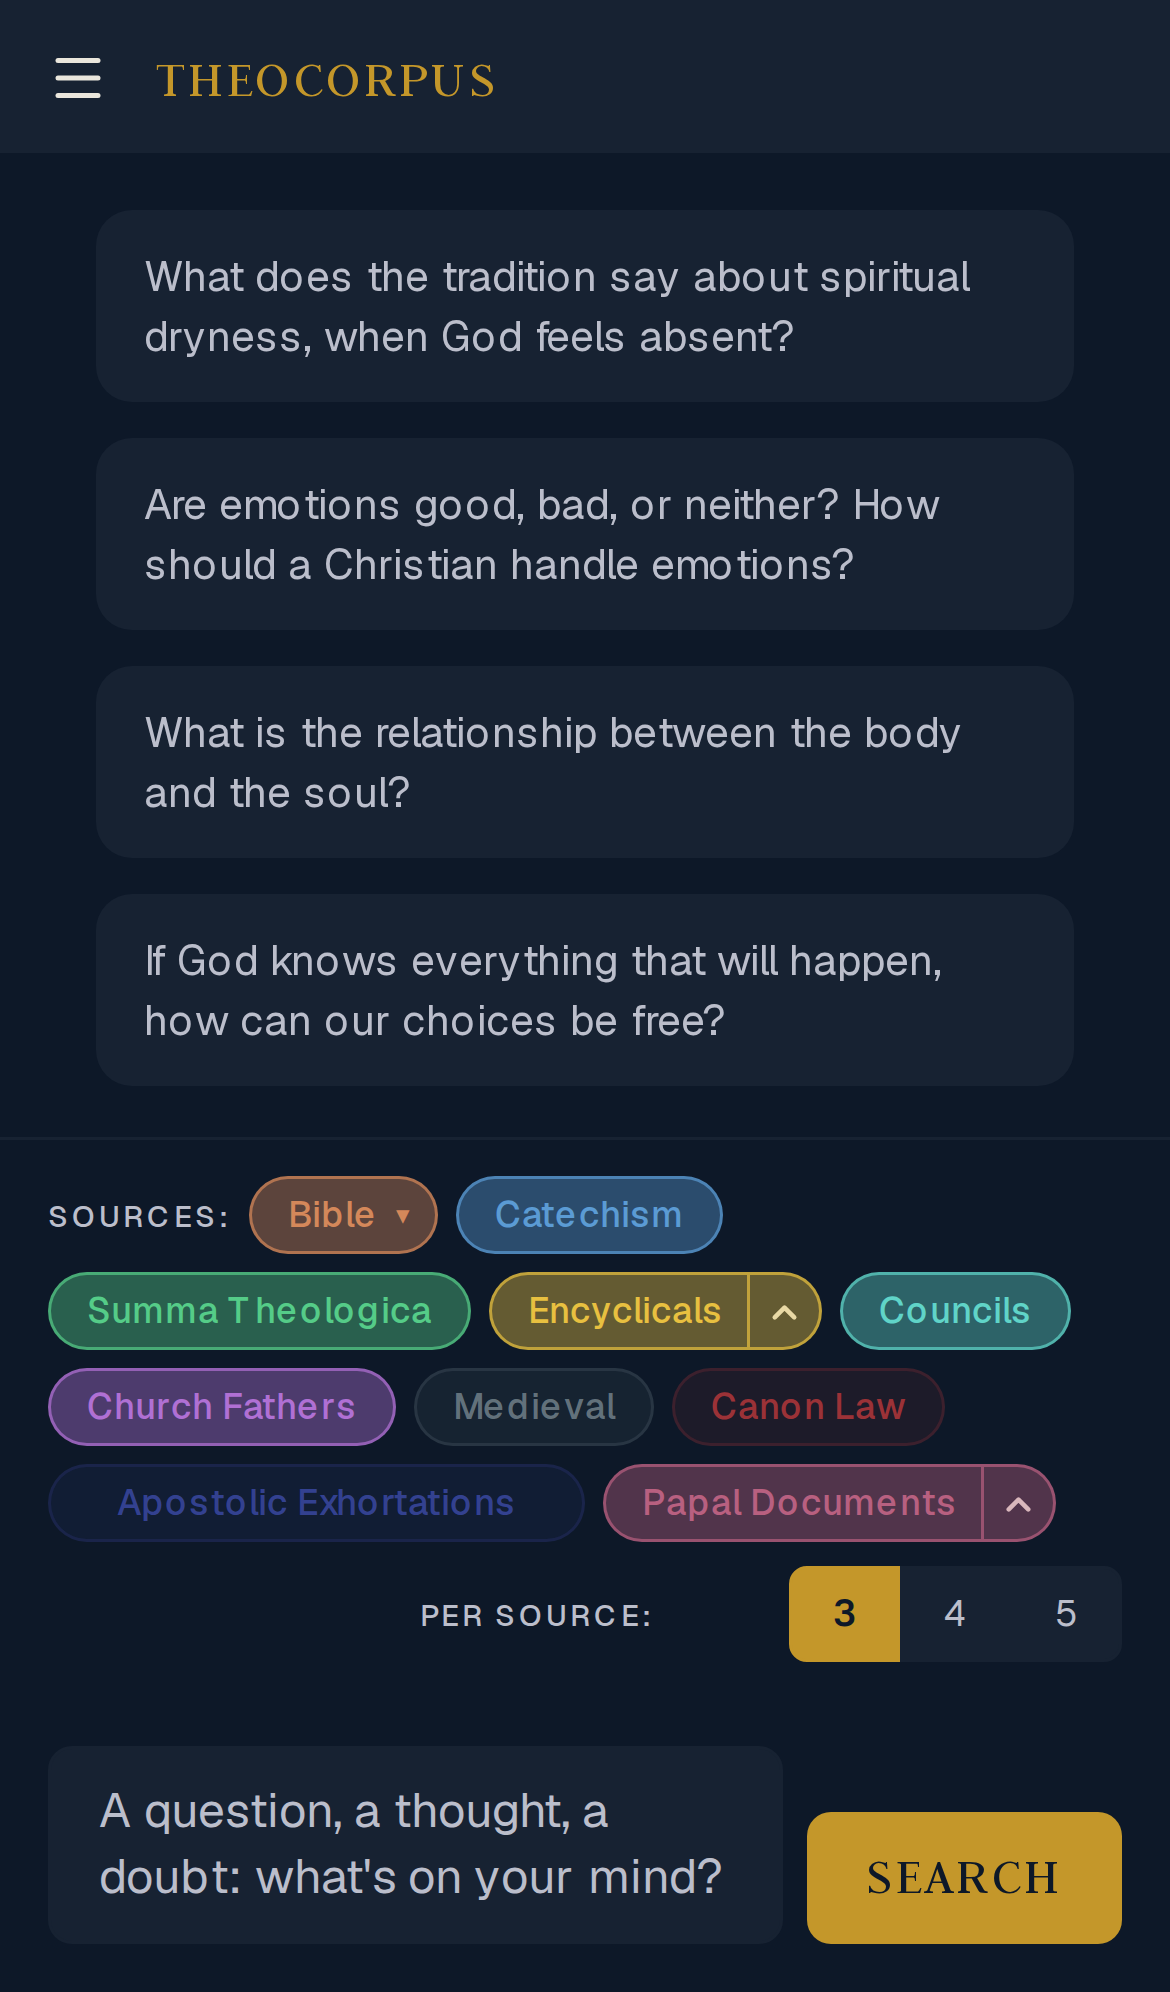 THEOCORPUS
What does the tradition say about spiritual
dryness, when God feels absent?
Are emotions good, bad, or neither? How
should a Christian handle emotions?
What is the relationship between the body
and the soul?
If God knows everything that will happen,
how can our choices be free?
SOURCES: Bible ▾ Catechism
Summa Theologica Encyclicals Councils
Church Fathers Medieval Canon Law
Apostolic Exhortations Papal Documents
PER SOURCE: 3 4 5
A question, a thought, a
doubt: what's on your mind?
SEARCH